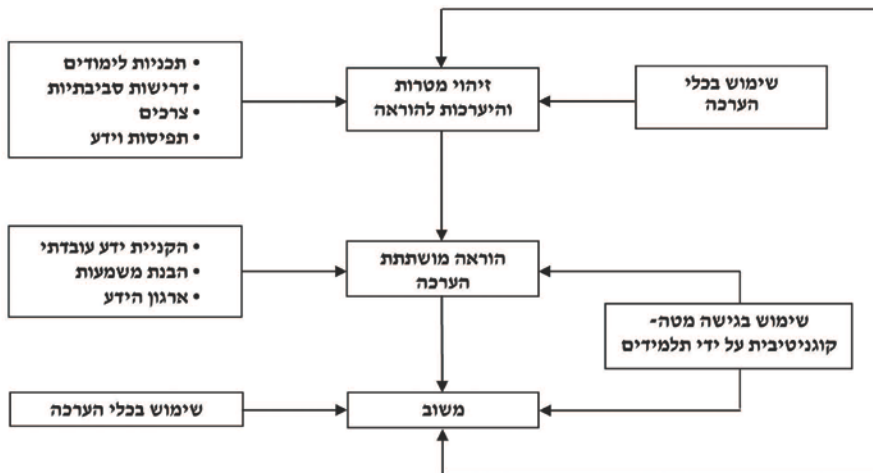 • תכניות לימודים
• דרישות סביבתיות
• צרכים
• תפיסות וידע
זיהוי מטרות
והיערכות להוראה
שימוש בכלי
הערכה
• הקניית ידע עובדתי
• הבנת משמעות
• ארגון הידע
הוראה מושתתת
הערכה
שימוש בגישה מטה-
קוגניטיבית על ידי תלמידים
שימוש בכלי הערכה
משוב